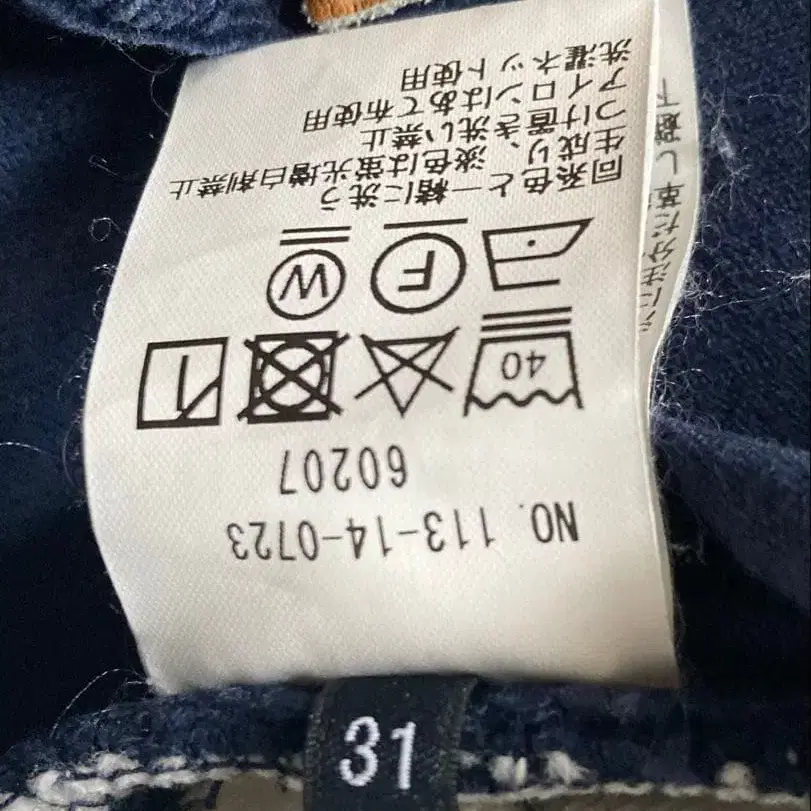 NO. 113-14-0723
60207
40
F W
同系色と一緒に洗う
生成り、淡色は蛍光増白剤禁止
つけ置き洗い禁止
アイロンはあて布使用
洗濯ネット使用
31